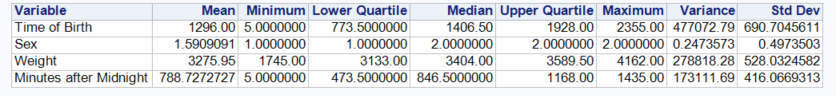 Variable Mean Minimum Lower Quartile Median Upper Quartile Maximum Variance Std Dev
Time of Birth 1296.00 5.0000000 773.5000000 1406.50 1928.00 2355.00 477072.79 690.7045611
Sex 1.5909091 1.0000000 1.0000000 2.0000000 2.0000000 2.0000000 0.2473573 0.4973503
Weight 3275.95 1745.00 3133.00 3404.00 3589.50 4162.00 278818.28 528.0324582
Minutes after Midnight 788.7272727 5.0000000 473.5000000 846.5000000 1168.00 1435.00 173111.69 416.0669313